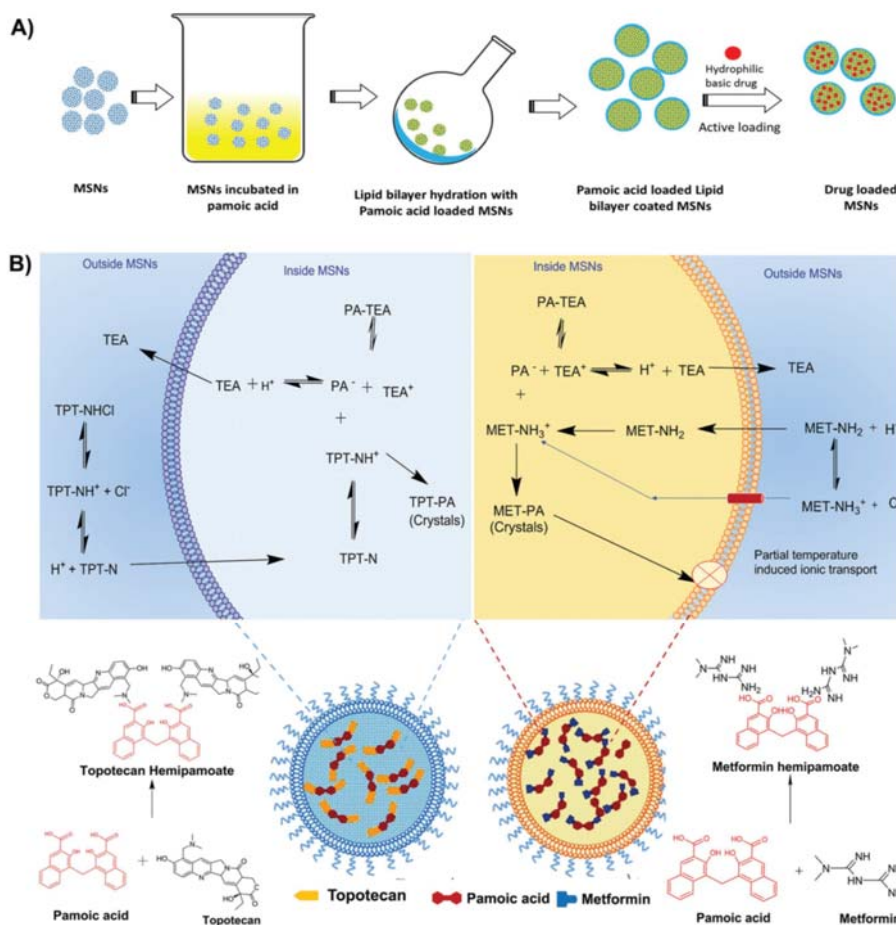 A)
Hydrophilic
basic drug
Active loading
MSNs
MSNs incubated in
pamoic acid
Lipid bilayer hydration with
Pamoic acid loaded MSNs
Pamoic acid loaded Lipid
bilayer coated MSNs
Drug loaded
MSNs
B)
Outside MSNs
Inside MSNs
PA-TEA
TEA
TEA + H⁺
PA⁻ + TEA⁺
+
TPT-NHCl
TPT-NH⁺ + Cl⁻
H⁺ + TPT-N
TPT-NH⁺
TPT-PA
(Crystals)
TPT-N
Inside MSNs
Outside MSNs
PA-TEA
PA⁻ + TEA⁺
H⁺ + TEA
TEA
+
MET-NH₃⁺
MET-NH₂
MET-NH₂ + H
MET-NH₃⁺ +
MET-PA
(Crystals)
Partial temperature
induced ionic transport
Topotecan Hemipamoate
Pamoic acid
+
Topotecan
Topotecan
Pamoic acid
Metformin
Metformin hemipamoate
Pamoic acid
+
Metformin